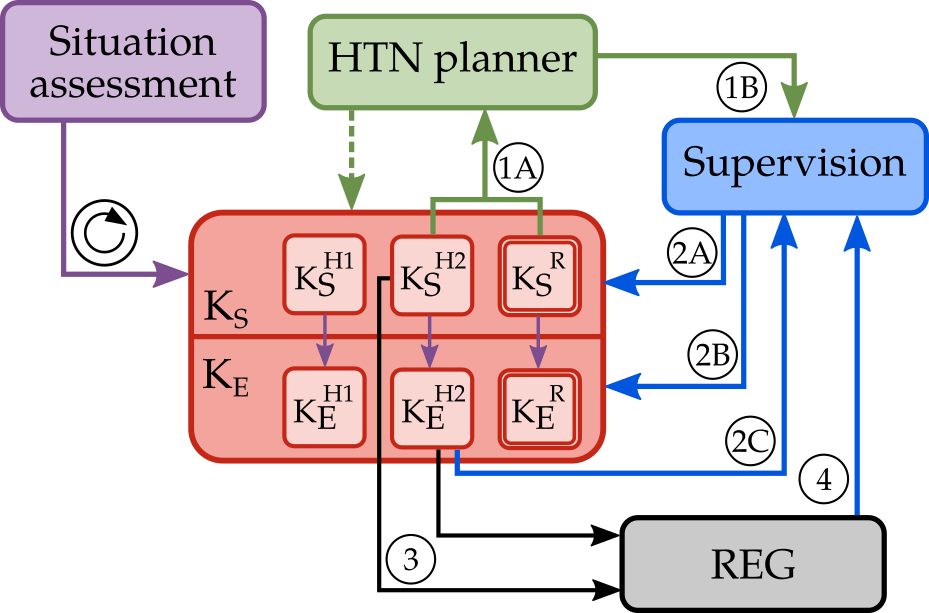 Situation
assessment
HTN planner
1B
1A
Supervision
2A
K_S
K_S^H1
K_S^H2
K_S^R
2B
K_E
K_E^H1
K_E^H2
K_E^R
2C
4
3
REG